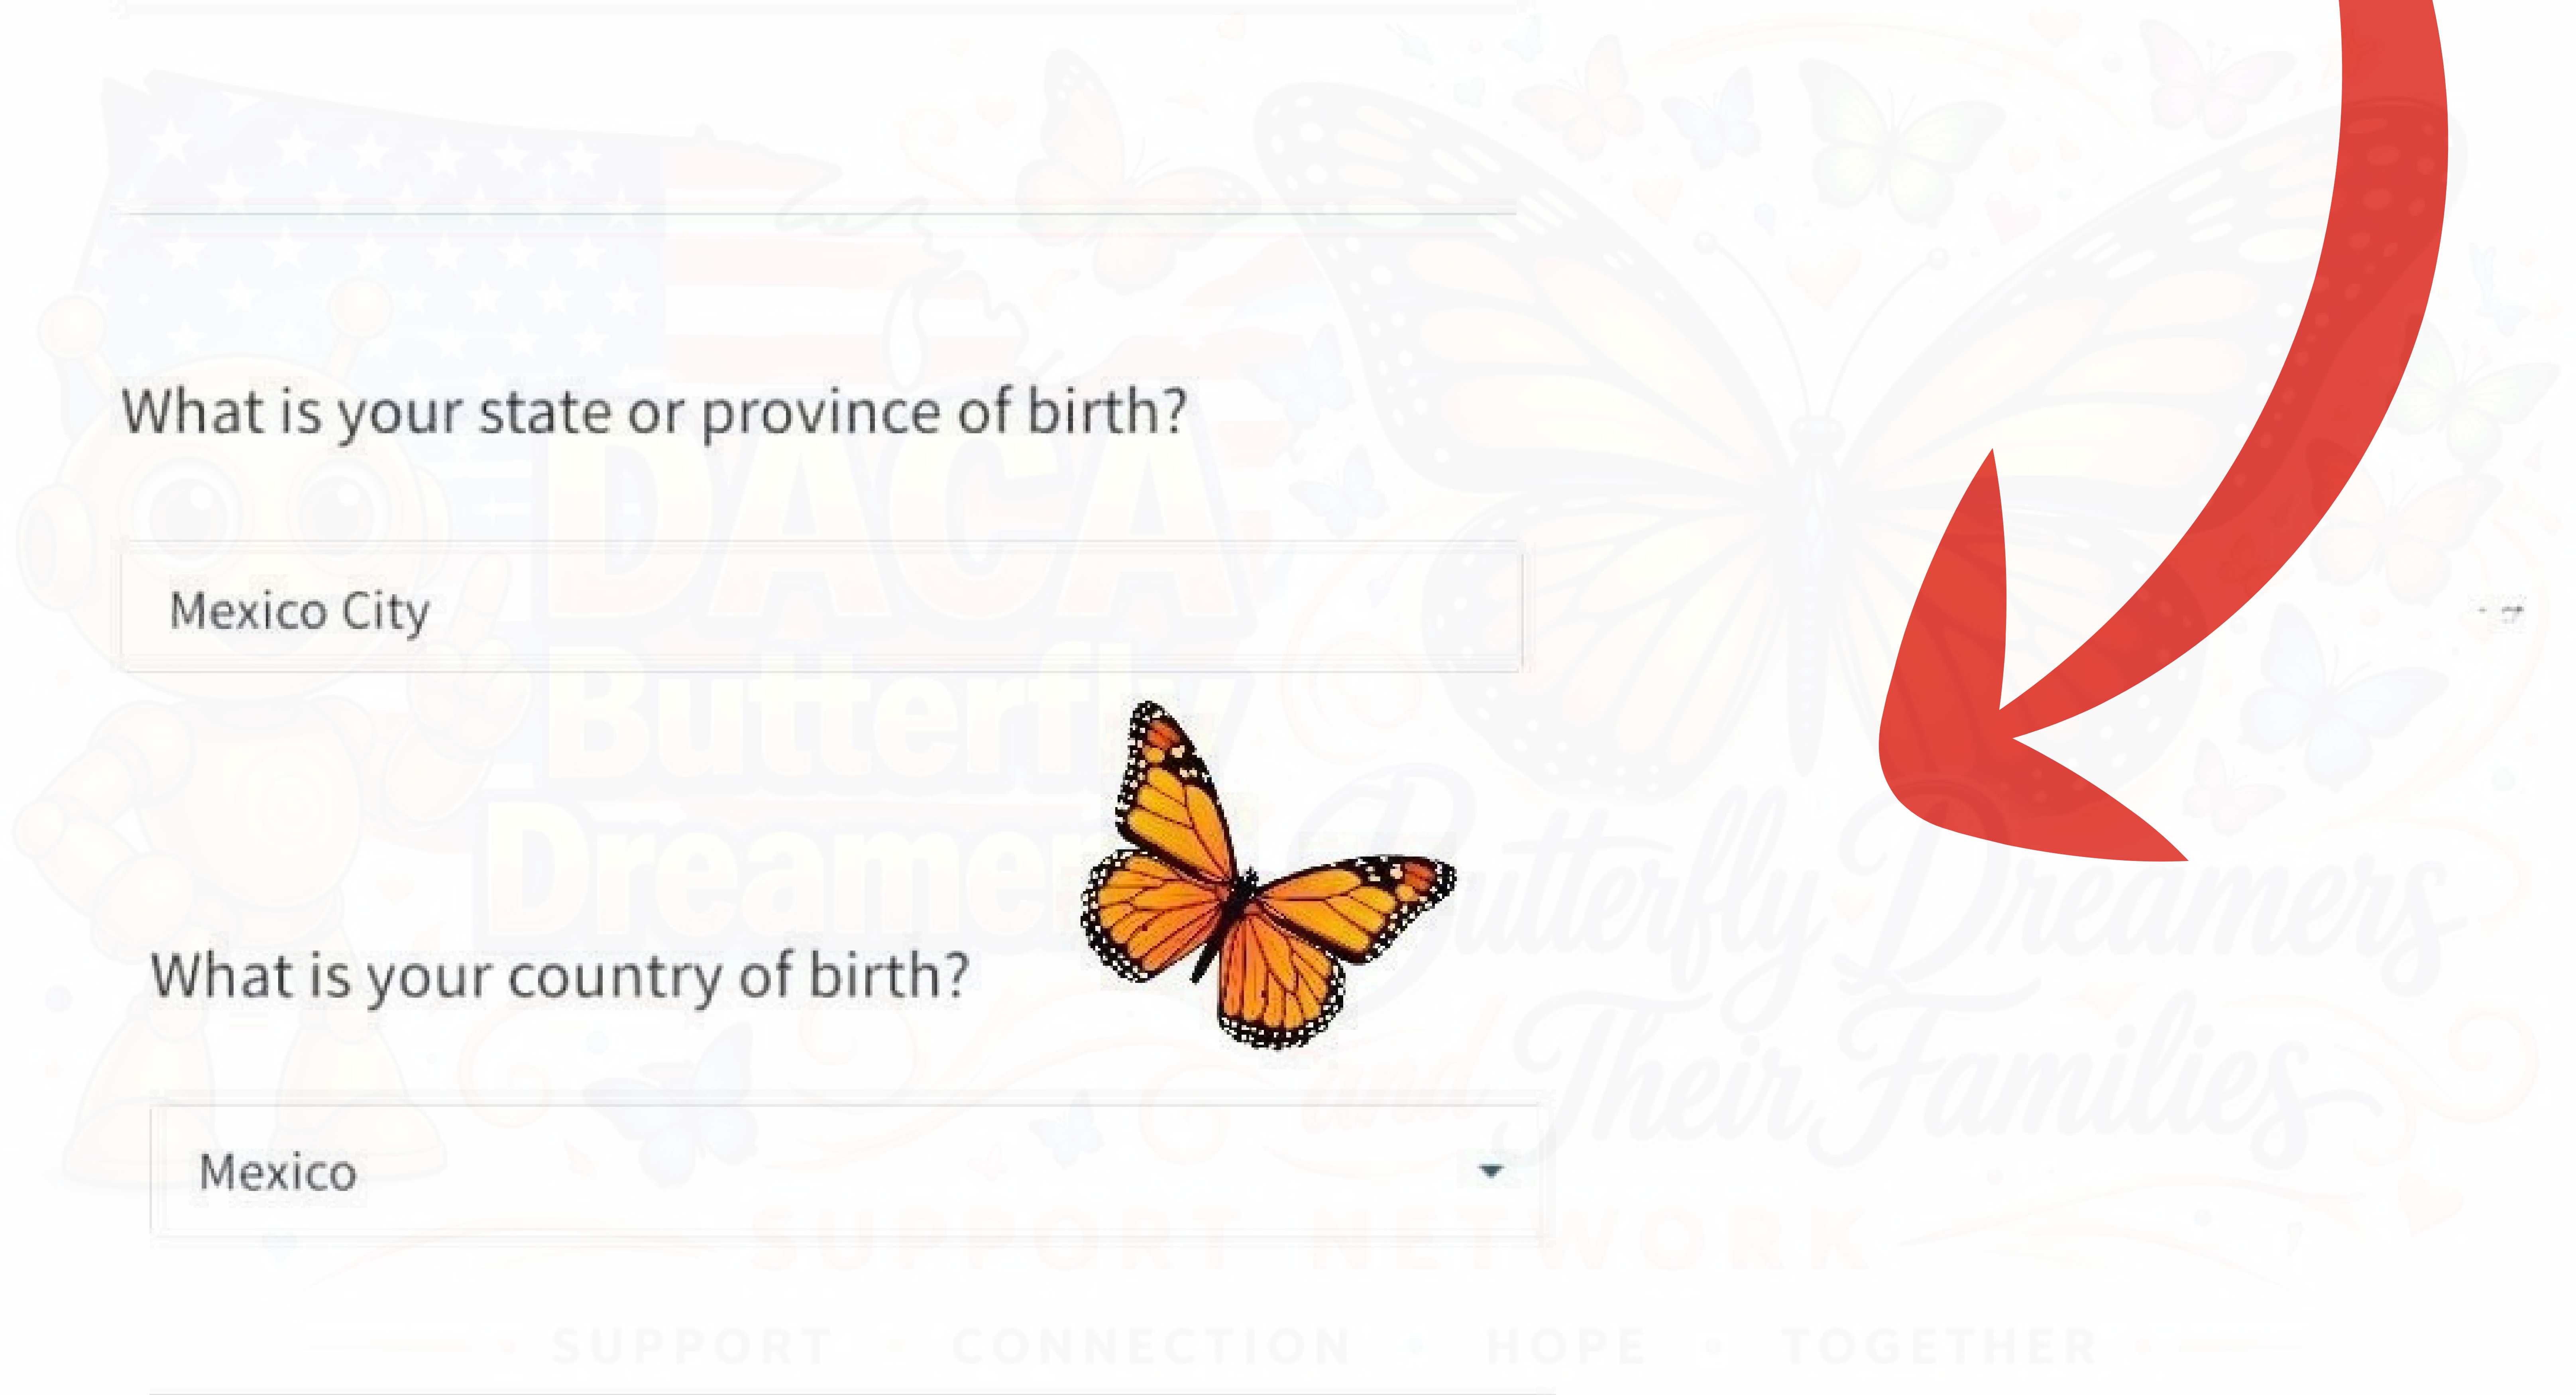 What is your state or province of birth?
DACA
Mexico City
Butterfly
Dreamer
Butterfly Dreamers
What is your country of birth?
and Their Families
Mexico
SUPPORT NETWORK
SUPPORT • CONNECTION • HOPE • TOGETHER •